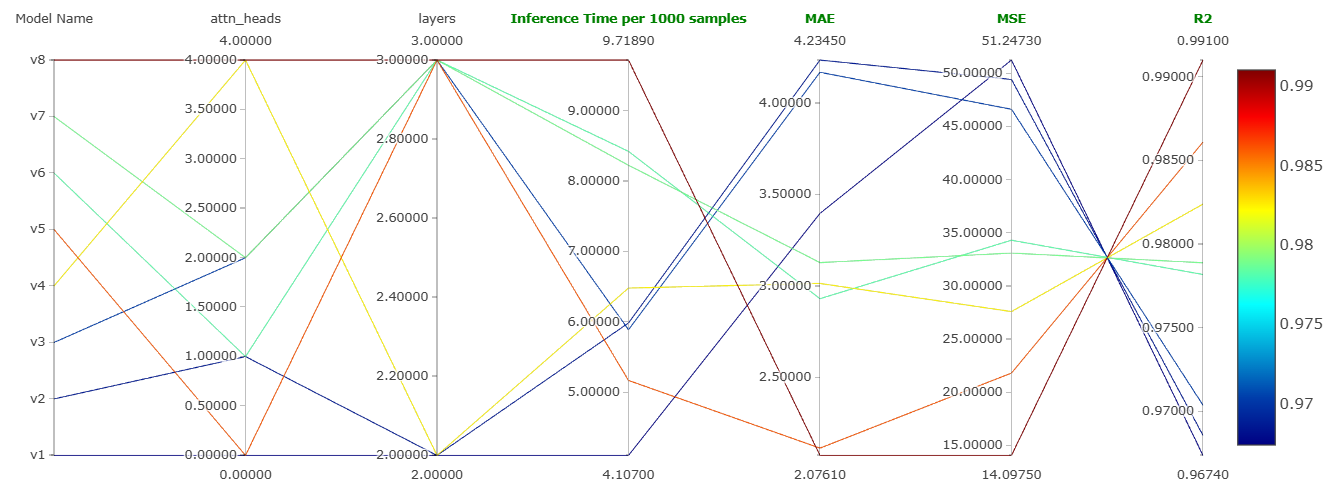 Model Name attn_heads layers Inference Time per 1000 samples MAE MSE R2
4.00000 3.00000 9.71890 4.23450 51.24730 0.99100
v8 4.00000 3.00000
50.00000 0.99000 0.99
9.00000 4.00000
v7 3.50000
2.80000 45.00000
0.985 0.98500
v6 3.00000 8.00000 40.00000
3.50000
2.60000
v5 2.50000 35.00000
7.00000 0.98000 0.98
v4 2.00000 2.40000 3.00000 30.00000
6.00000 0.97500 0.975
v3 1.50000 25.00000
1.00000 2.20000 2.50000
v2 5.00000 20.00000 0.97000 0.97
0.50000
15.00000
v1 0.00000 2.00000
0.00000 2.00000 4.10700 2.07610 14.09750 0.96740